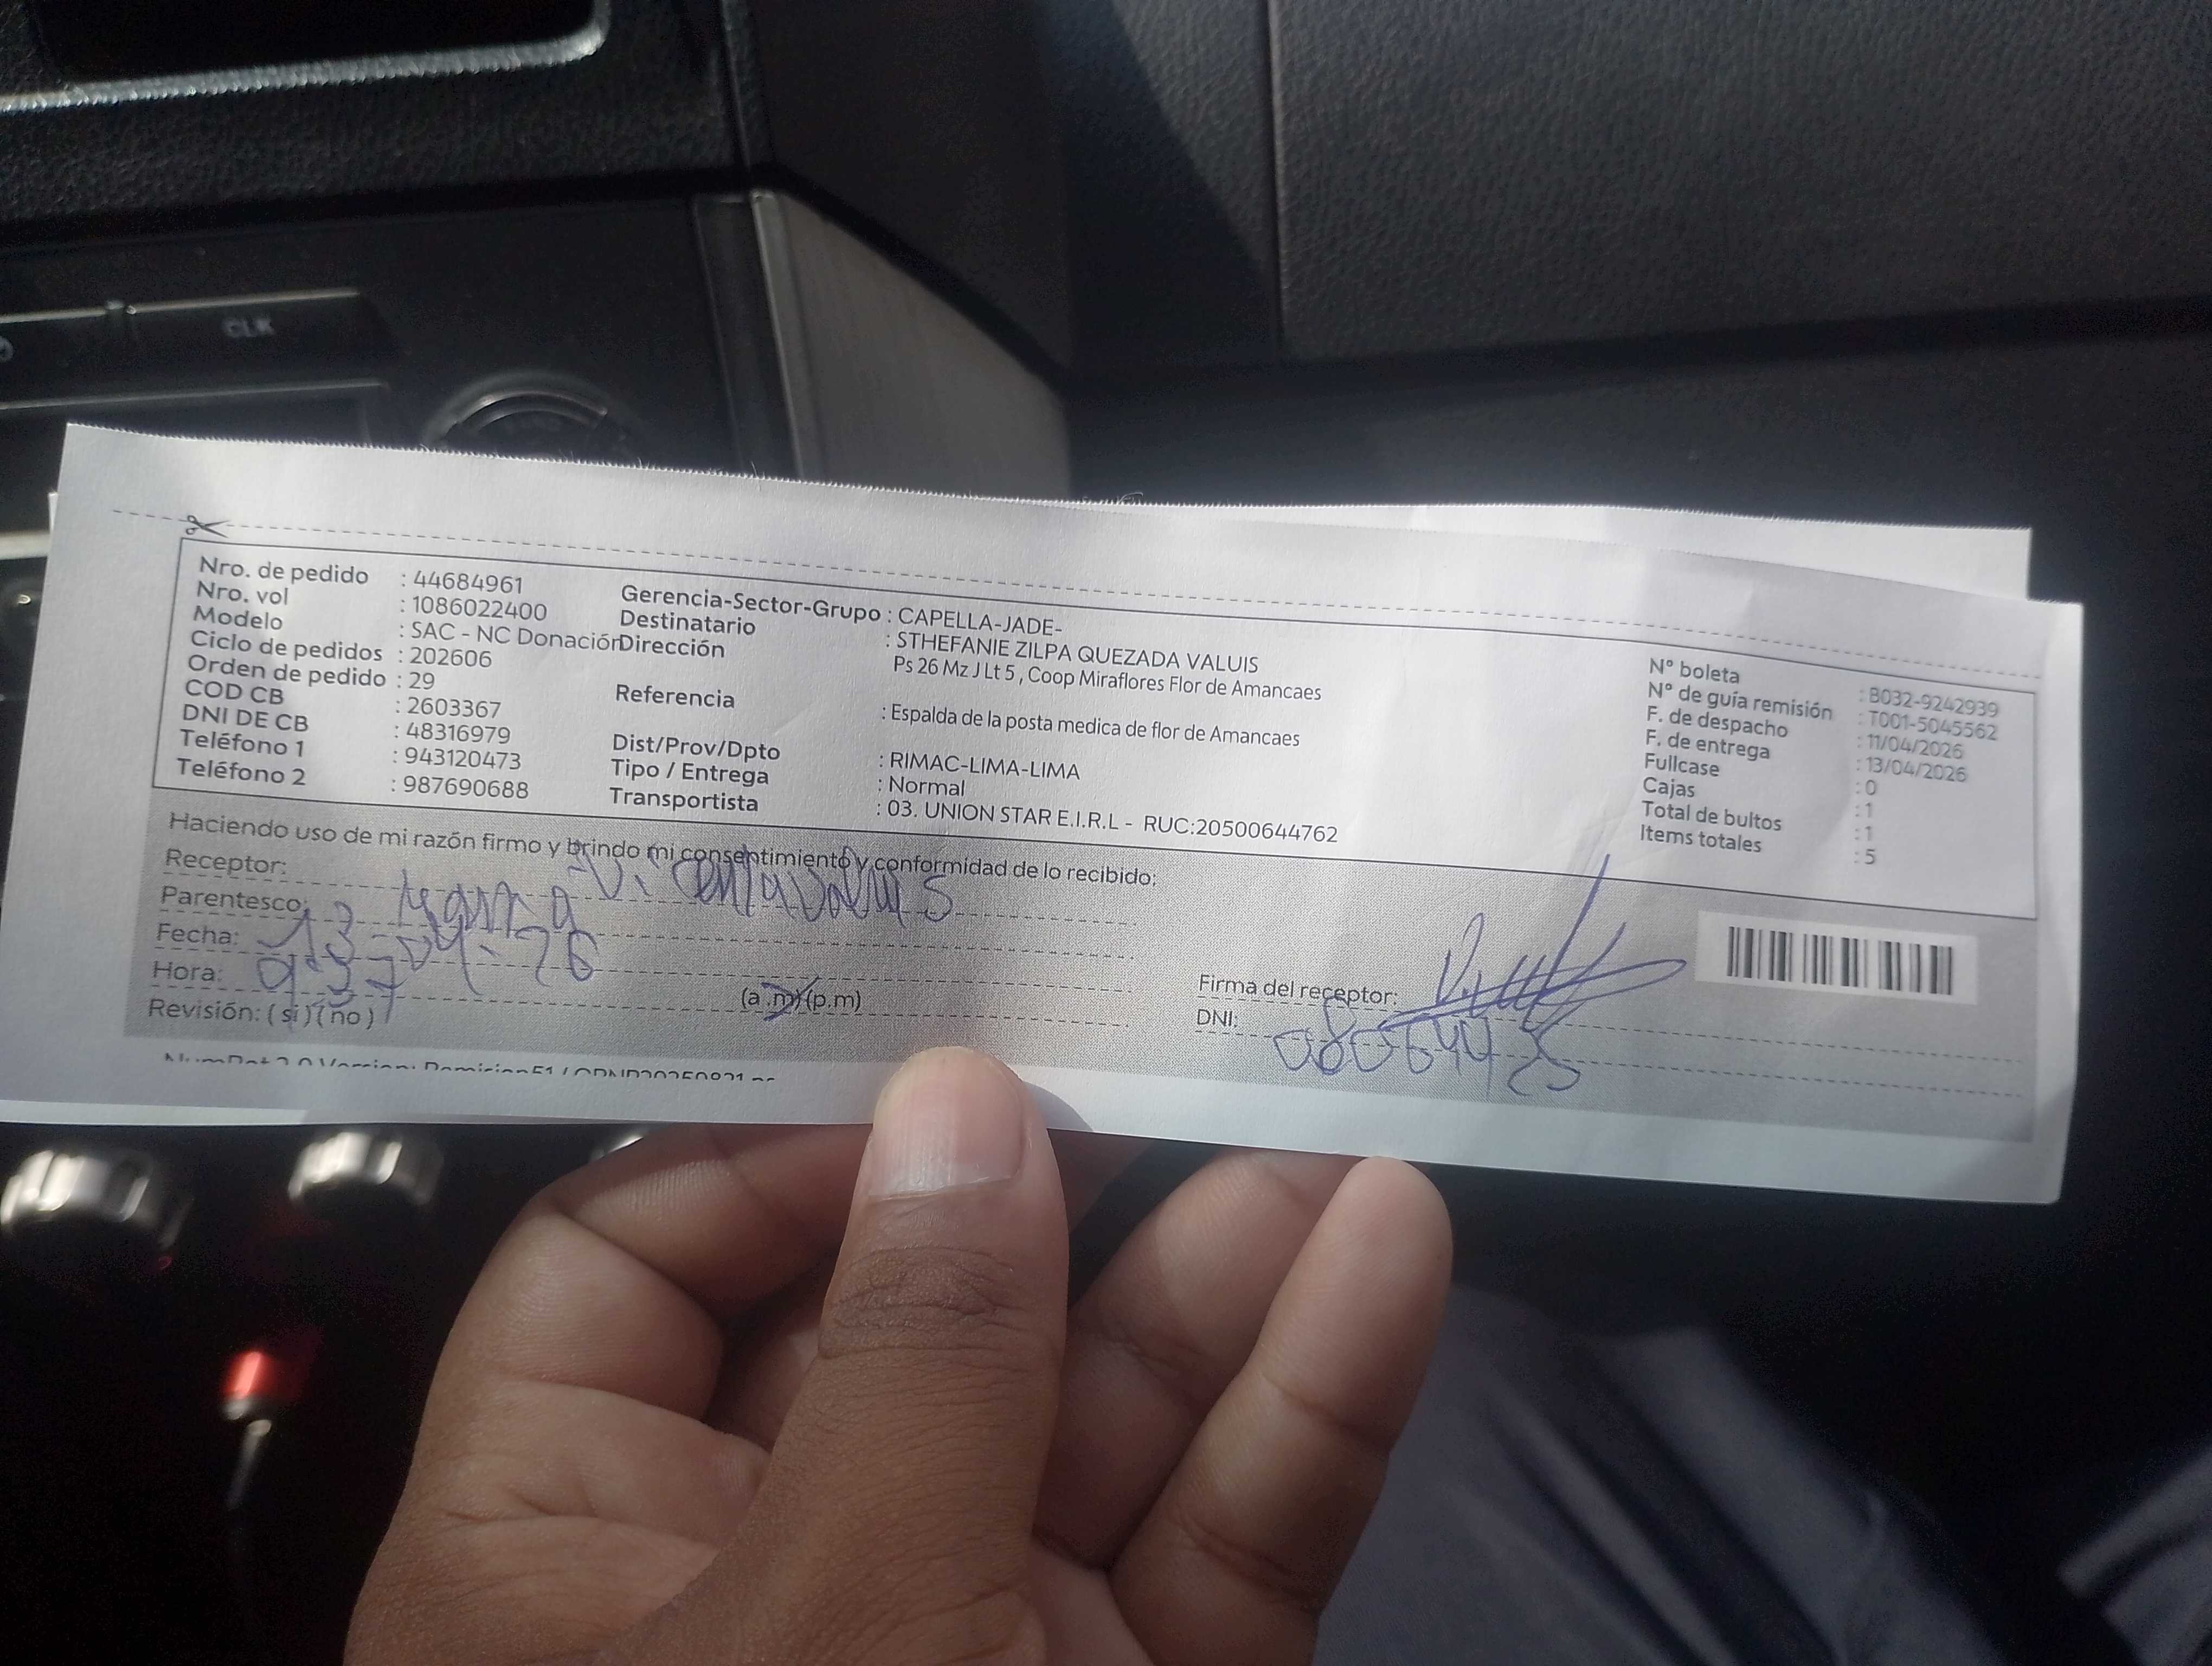 CLK
Nro. de pedido : 44684961
Nro. vol : 1086022400
Modelo : SAC - NC Donación
Ciclo de pedidos : 202606
Orden de pedido : 29
COD CB : 2603367
DNI DE CB : 48316979
Teléfono 1 : 943120473
Teléfono 2 : 987690688
Gerencia-Sector-Grupo : CAPELLA-JADE-
Destinatario : STHEFANIE ZILPA QUEZADA VALUIS
Dirección Ps 26 Mz J Lt 5 , Coop Miraflores Flor de Amancaes
Referencia : Espalda de la posta medica de flor de Amancaes
Dist/Prov/Dpto : RIMAC-LIMA-LIMA
Tipo / Entrega : Normal
Transportista : 03. UNION STAR E.I.R.L - RUC:20500644762
N° boleta : B032-9242939
N° de guía remisión : T001-5045562
F. de despacho : 11/04/2026
F. de entrega : 13/04/2026
Fullcase : 0
Cajas : 1
Total de bultos : 1
Items totales : 5
Haciendo uso de mi razón firmo y brindo mi consentimiento y conformidad de lo recibido:
Receptor: Valuis
Parentesco: mama
Fecha: 13-04-26
Hora: 9:37 (a.m) (p.m)
Revisión: ( si ) ( no )
Firma del receptor:
DNI: 08064425